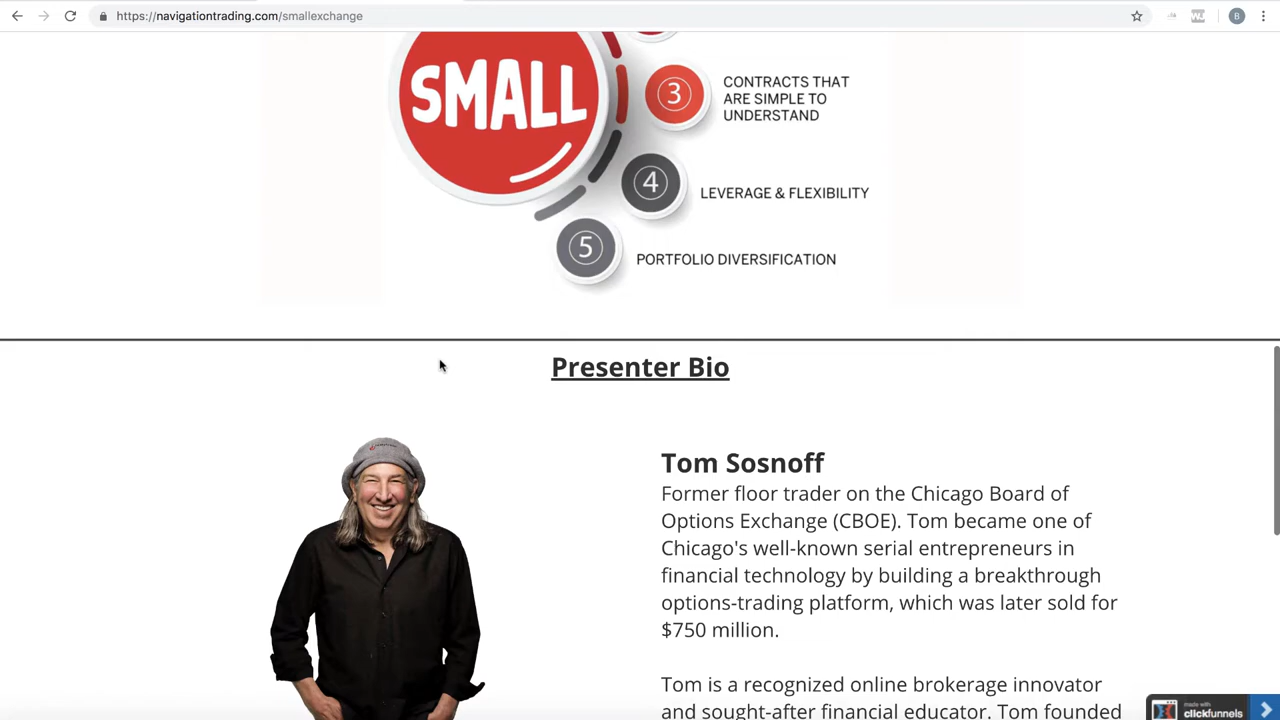 https://navigationtrading.com/smallexchange
B
SMALL
3
CONTRACTS THAT
ARE SIMPLE TO
UNDERSTAND
4
LEVERAGE & FLEXIBILITY
5
PORTFOLIO DIVERSIFICATION
Presenter Bio
Tom Sosnoff
Former floor trader on the Chicago Board of
Options Exchange (CBOE). Tom became one of
Chicago's well-known serial entrepreneurs in
financial technology by building a breakthrough
options-trading platform, which was later sold for
$750 million.
Tom is a recognized online brokerage innovator
and sought-after financial educator. Tom founded
made with
clickfunnels